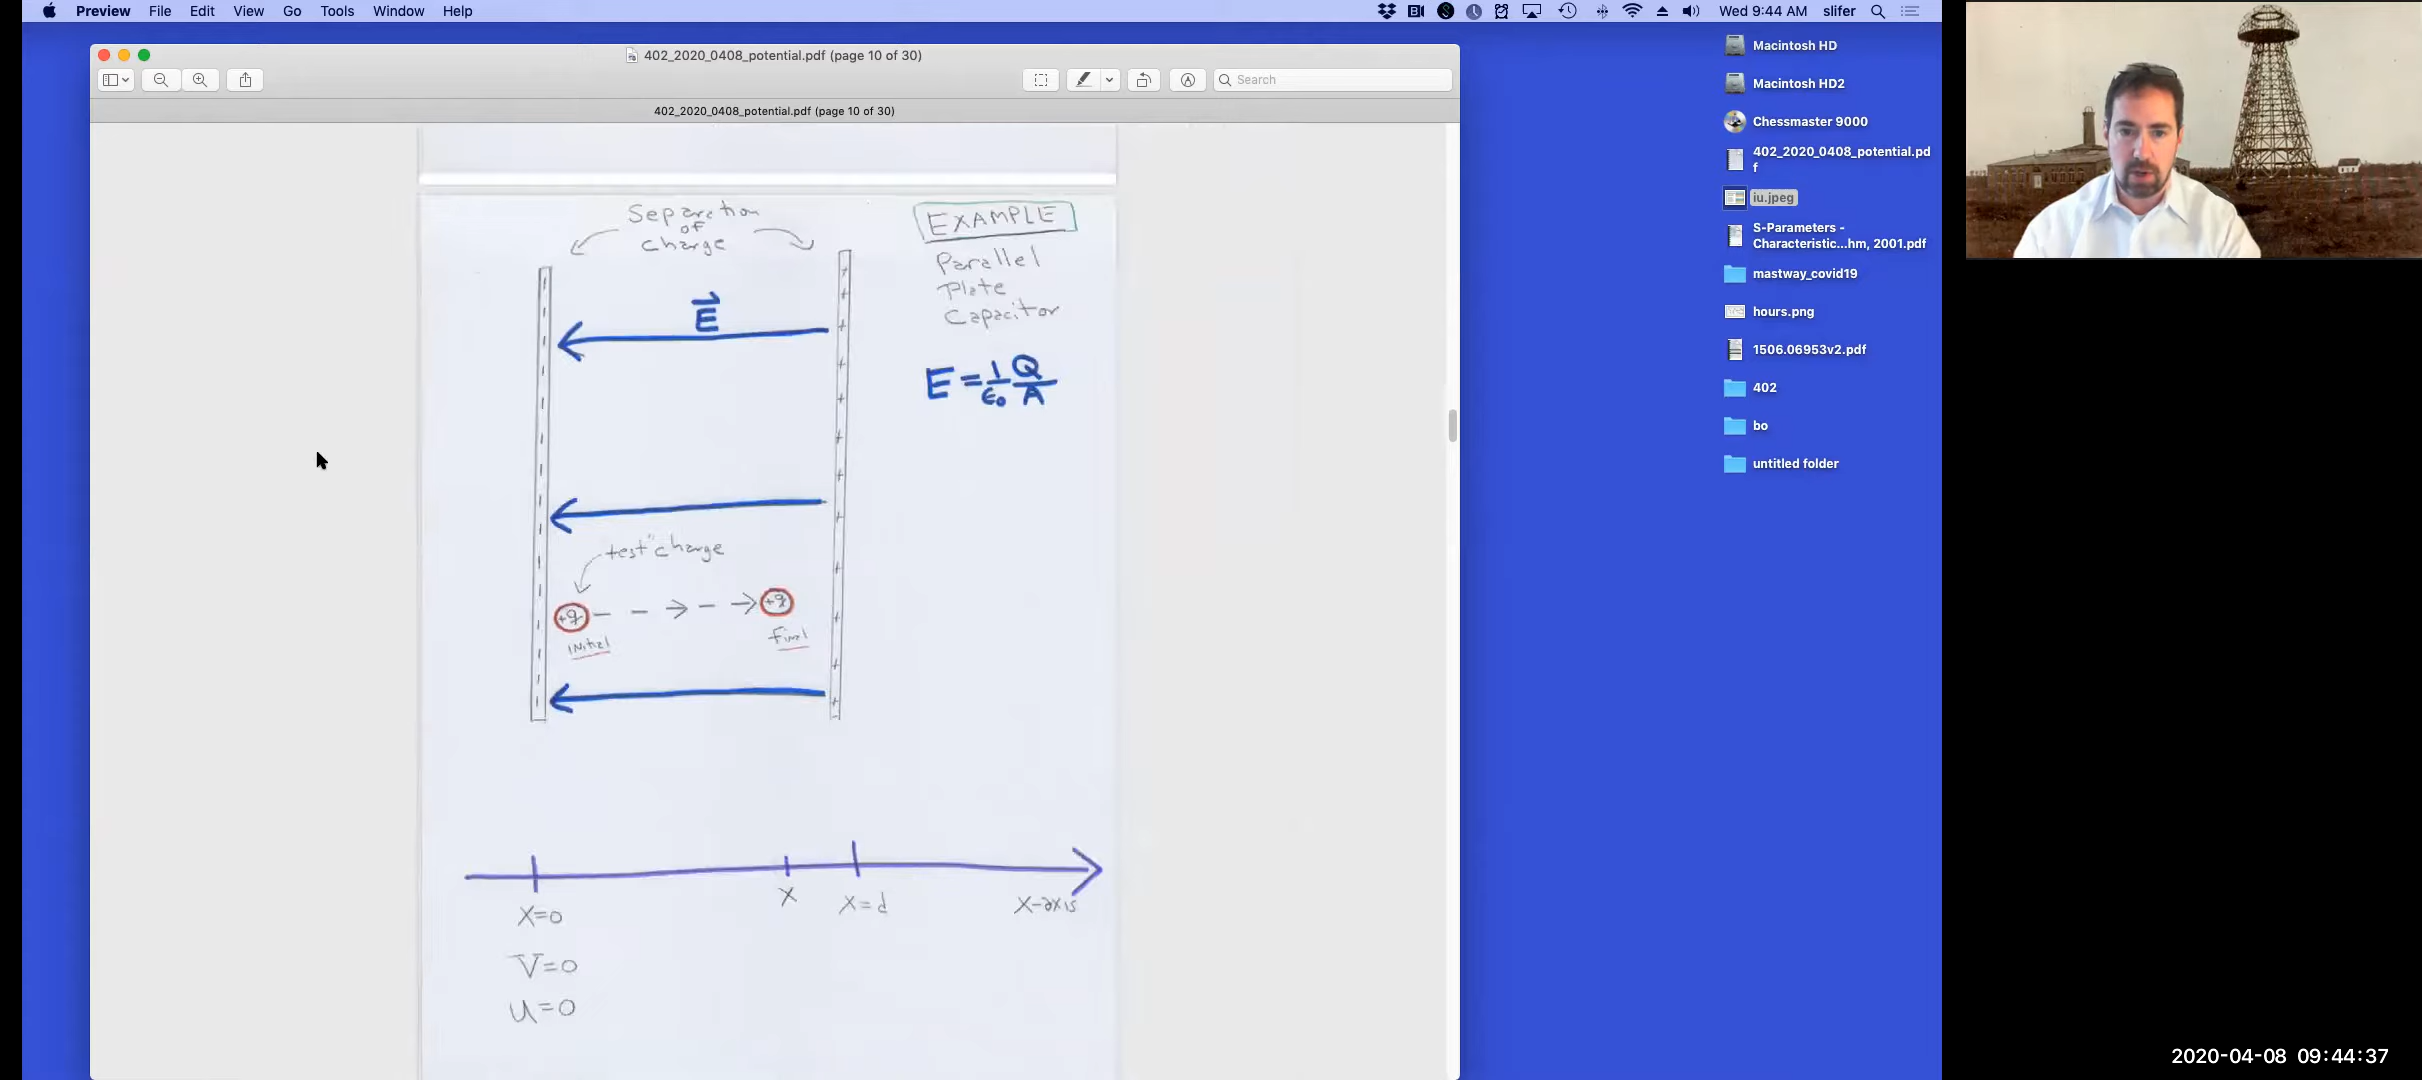 Preview File Edit View Go Tools Window Help
Wed 9:44 AM slifer
402_2020_0408_potential.pdf (page 10 of 30)
Search
402_2020_0408_potential.pdf (page 10 of 30)
Separation
of
charge
EXAMPLE
Parallel
Plate
Capacitor
E
E = 1/ε₀ Q/A
"test" charge
+q
+q
initial
final
X=0
X
X=d
X-axis
V=0
U=0
Macintosh HD
Macintosh HD2
Chessmaster 9000
402_2020_0408_potential.pd
f
iu.jpeg
S-Parameters -
Characteristic...hm, 2001.pdf
mastway_covid19
hours.png
1506.06953v2.pdf
402
bo
untitled folder
2020-04-08 09:44:37